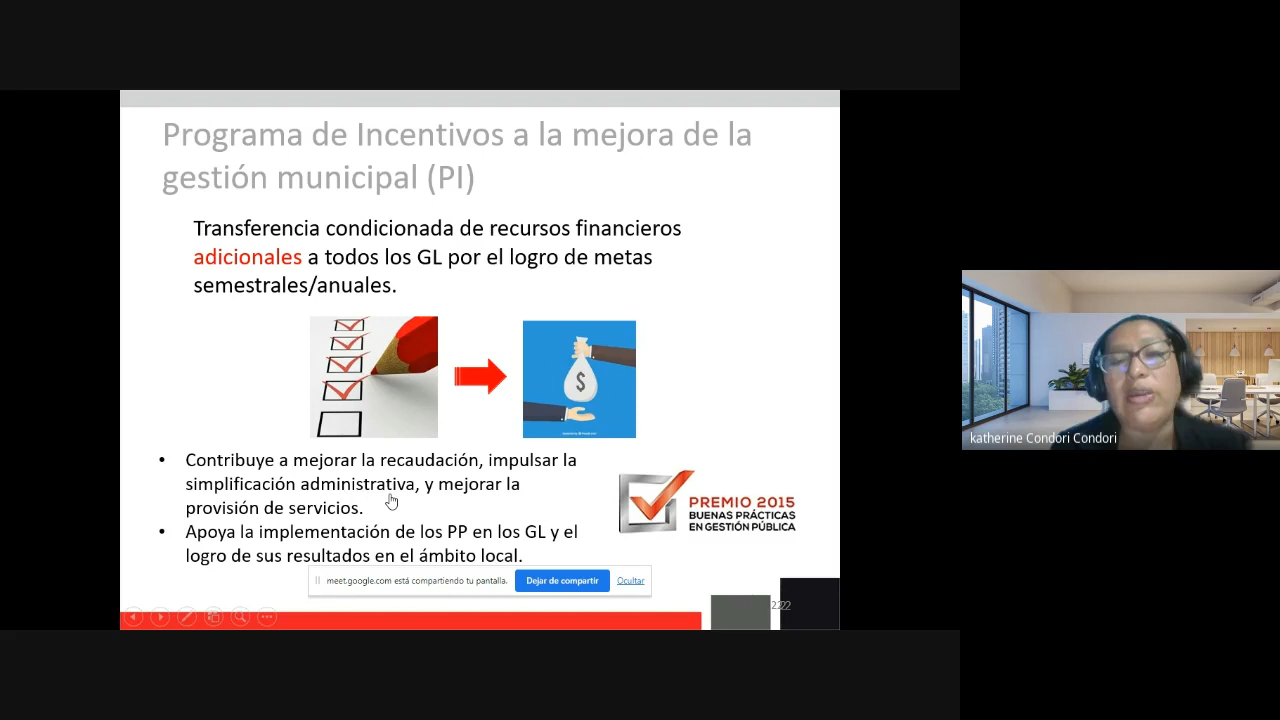 Programa de Incentivos a la mejora de la
gestión municipal (PI)
Transferencia condicionada de recursos financieros
adicionales a todos los GL por el logro de metas
semestrales/anuales.
$
• Contribuye a mejorar la recaudación, impulsar la
simplificación administrativa, y mejorar la
provisión de servicios.
• Apoya la implementación de los PP en los GL y el
logro de sus resultados en el ámbito local.
PREMIO 2015
BUENAS PRÁCTICAS
EN GESTIÓN PÚBLICA
meet.google.com está compartiendo tu pantalla.
Dejar de compartir
Ocultar
katherine Condori Condori